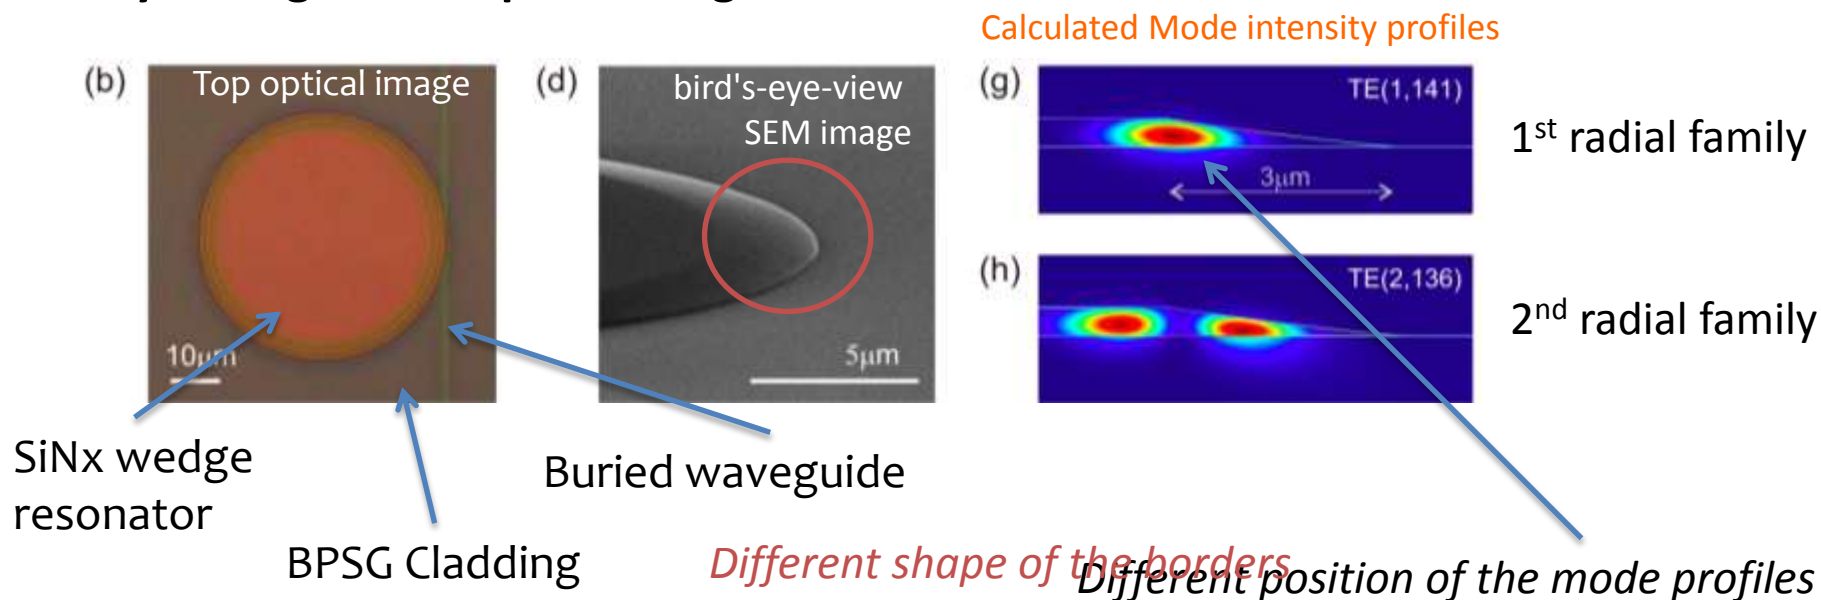 Calculated Mode intensity profiles
(b)
Top optical image
10μm
(d)
bird's-eye-view
SEM image
5μm
(g)
TE(1,141)
3μm
1st radial family
(h)
TE(2,136)
2nd radial family
SiNx wedge
resonator
Buried waveguide
BPSG Cladding
Different shape of the borders
Different position of the mode profiles